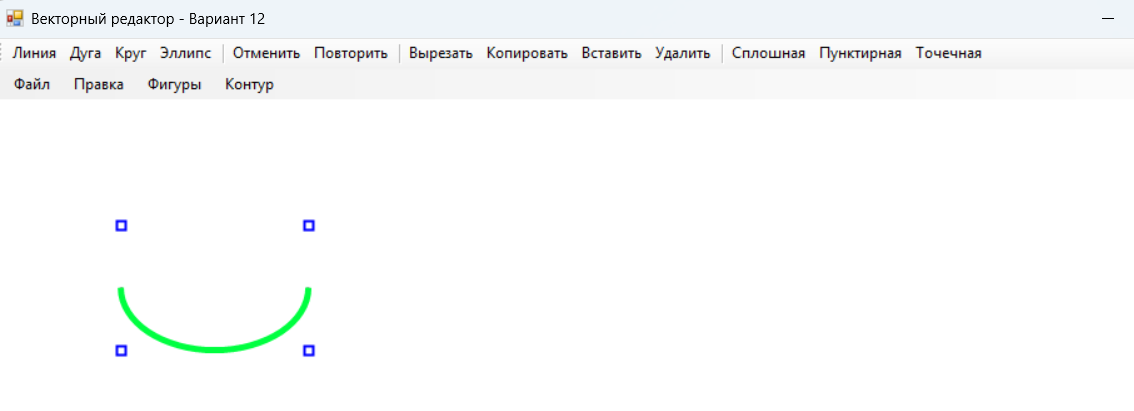 Векторный редактор - Вариант 12
Линия Дуга Круг Эллипс Отменить Повторить Вырезать Копировать Вставить Удалить Сплошная Пунктирная Точечная
Файл Правка Фигуры Контур